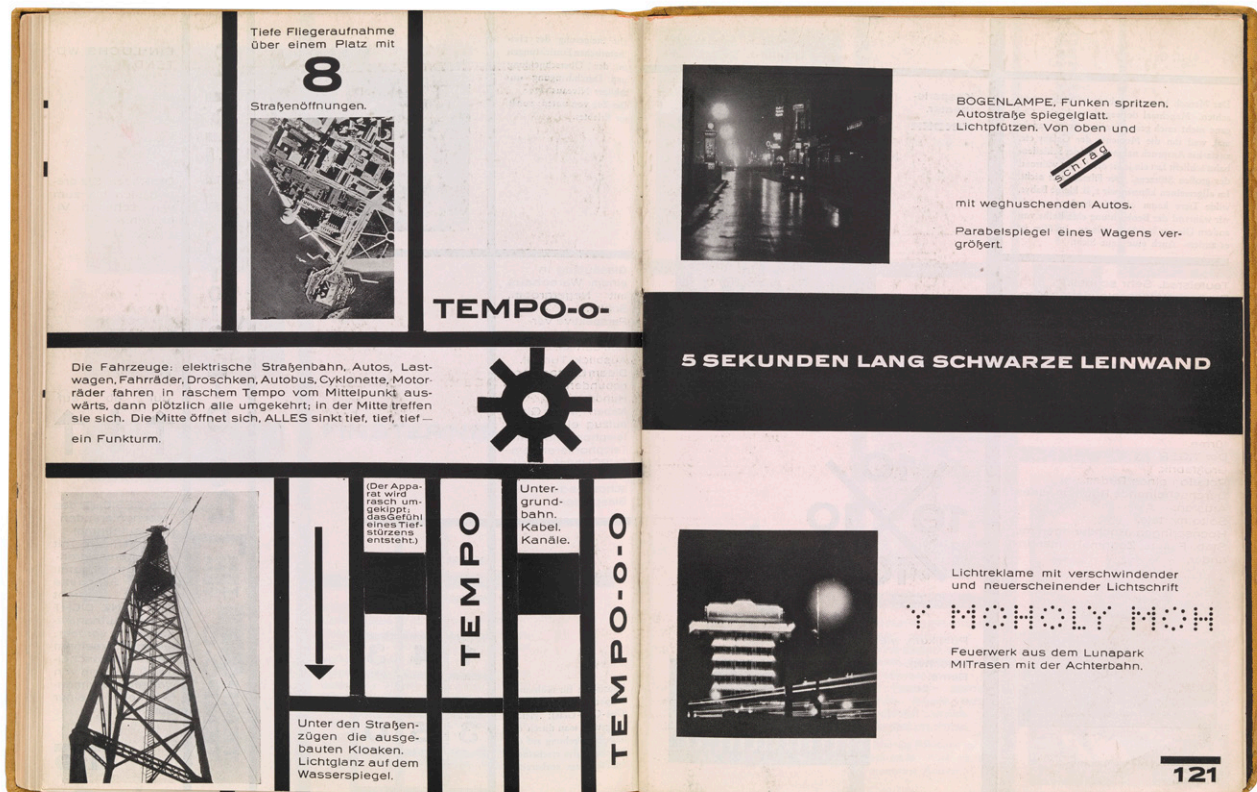 Tiefe Fliegeraufnahme
über einem Platz mit
8
Straßenöffnungen.
TEMPO-o-
Die Fahrzeuge: elektrische Straßenbahn, Autos, Last-
wagen, Fahrräder, Droschken, Autobus, Cyklonette, Motor-
räder fahren in raschem Tempo vom Mittelpunkt aus-
wärts, dann plötzlich alle umgekehrt; in der Mitte treffen
sie sich. Die Mitte öffnet sich, ALLES sinkt tief, tief, tief —
ein Funkturm.
(Der Appa-
rat wird
rasch um-
gekippt;
dasGefühl
eines Tief-
stürzens
entsteht.)
TEMPO
Unter-
grund-
bahn.
Kabel.
Kanäle.
TEMPO-o-O
Unter den Straßen-
zügen die ausge-
bauten Kloaken.
Lichtglanz auf dem
Wasserspiegel.
BOGENLAMPE, Funken spritzen.
Autostraße spiegelglatt.
Lichtpfützen. Von oben und
schräg
mit weghuschenden Autos.
Parabelspiegel eines Wagens ver-
größert.
5 SEKUNDEN LANG SCHWARZE LEINWAND
Lichtreklame mit verschwindender
und neuerscheinender Lichtschrift
Y MOHOLY MOH
Feuerwerk aus dem Lunapark
MITrasen mit der Achterbahn.
121